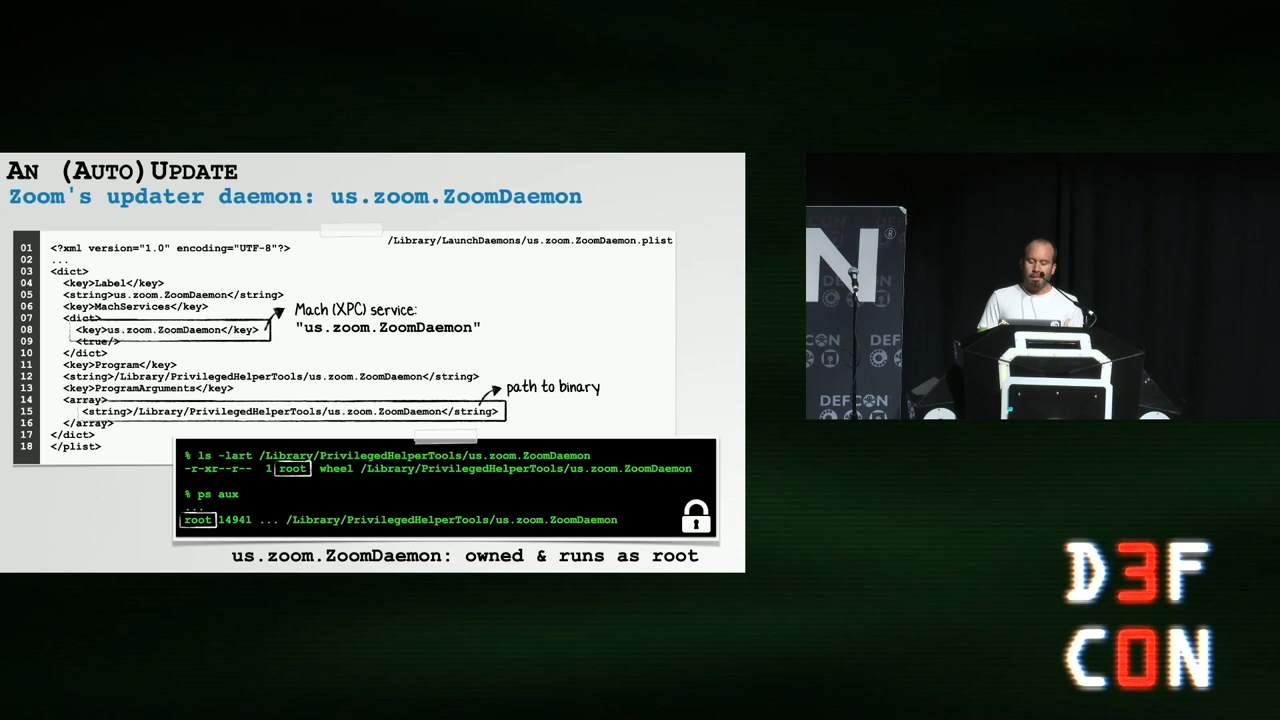 An (Auto)Update
Zoom's updater daemon: us.zoom.ZoomDaemon
/Library/LaunchDaemons/us.zoom.ZoomDaemon.plist
01 <?xml version="1.0" encoding="UTF-8"?>
02 ...
03 <dict>
04 <key>Label</key>
05 <string>us.zoom.ZoomDaemon</string>
06 <key>MachServices</key>
07 <dict>
08 <key>us.zoom.ZoomDaemon</key>
09 <true/>
10 </dict>
11 <key>Program</key>
12 <string>/Library/PrivilegedHelperTools/us.zoom.ZoomDaemon</string>
13 <key>ProgramArguments</key>
14 <array>
15 <string>/Library/PrivilegedHelperTools/us.zoom.ZoomDaemon</string>
16 </array>
17 </dict>
18 </plist>
Mach (XPC) service:
"us.zoom.ZoomDaemon"
path to binary
% ls -lart /Library/PrivilegedHelperTools/us.zoom.ZoomDaemon
-r-xr--r-- 1 root wheel /Library/PrivilegedHelperTools/us.zoom.ZoomDaemon
% ps aux
...
root 14941 ... /Library/PrivilegedHelperTools/us.zoom.ZoomDaemon
us.zoom.ZoomDaemon: owned & runs as root
N®
DEF
DEFCON
DEF
D3F
CON